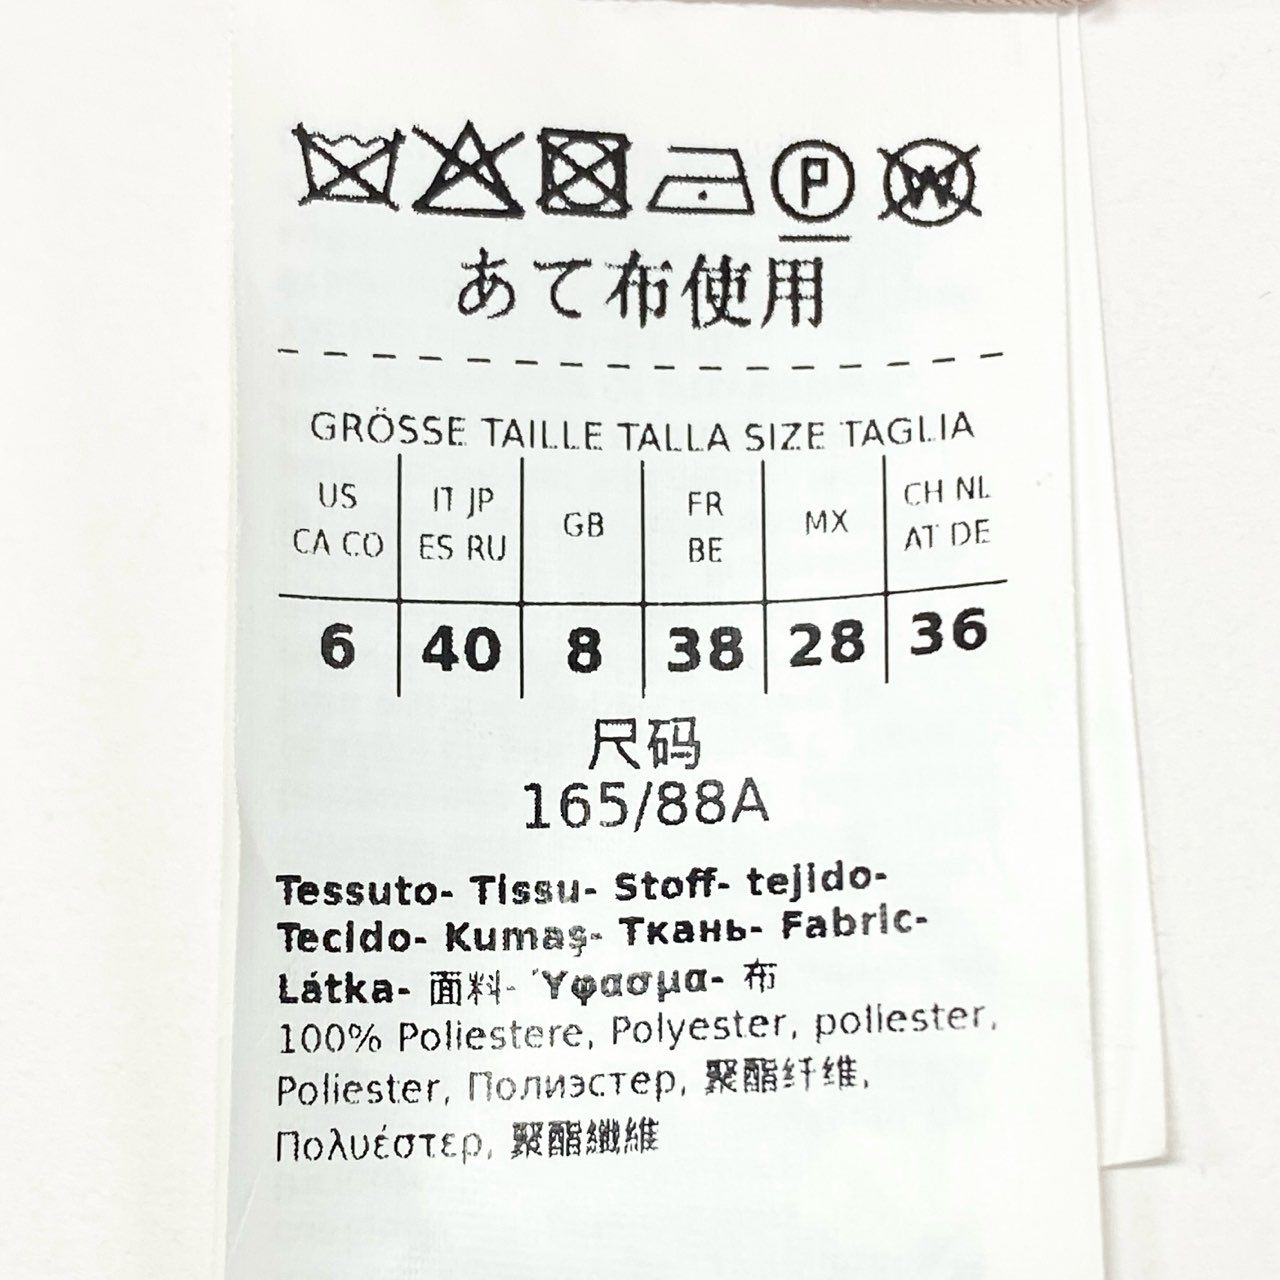 P W
あて布使用
GRÖSSE TAILLE TALLA SIZE TAGLIA
US CA CO IT JP ES RU GB FR BE MX CH NL AT DE
6 40 8 38 28 36
尺码
165/88A
Tessuto- Tissu- Stoff- tejido-
Tecido- Kumaş- Ткань- Fabric-
Látka- 面料- Ύφασμα- 布
100% Poliestere, Polyester, poliester,
Poliester, Полиэстер, 聚酯纤维,
Πολυέστερ, 聚酯纖維